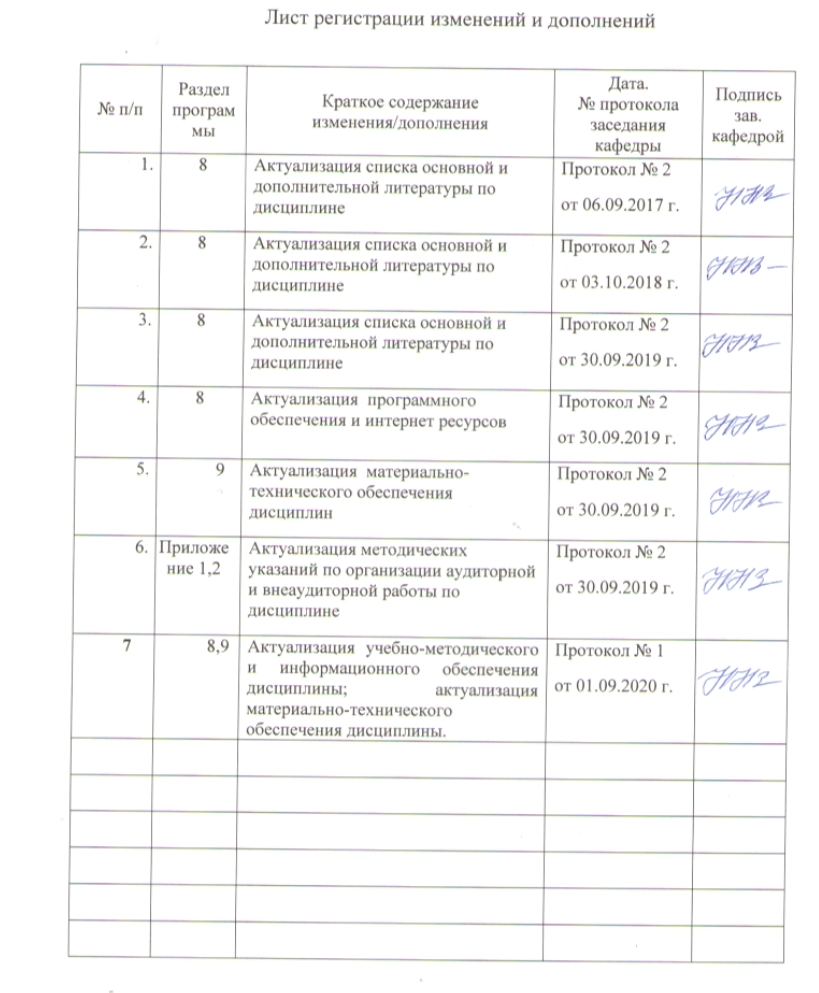 Лист регистрации изменений и дополнений
№ п/п
Раздел
програм
мы
Краткое содержание
изменения/дополнения
Дата.
№ протокола
заседания
кафедры
Подпись
зав.
кафедрой
1.
8
Актуализация списка основной и
дополнительной литературы по
дисциплине
Протокол № 2
от 06.09.2017 г.
2.
8
Актуализация списка основной и
дополнительной литературы по
дисциплине
Протокол № 2
от 03.10.2018 г.
3.
8
Актуализация списка основной и
дополнительной литературы по
дисциплине
Протокол № 2
от 30.09.2019 г.
4.
8
Актуализация программного
обеспечения и интернет ресурсов
Протокол № 2
от 30.09.2019 г.
5.
9
Актуализация материально-
технического обеспечения
дисциплин
Протокол № 2
от 30.09.2019 г.
6.
Приложе
ние 1,2
Актуализация методических
указаний по организации аудиторной
и внеаудиторной работы по
дисциплине
Протокол № 2
от 30.09.2019 г.
7
8,9
Актуализация учебно-методического
и информационного обеспечения
дисциплины; актуализация
материально-технического
обеспечения дисциплины.
Протокол № 1
от 01.09.2020 г.